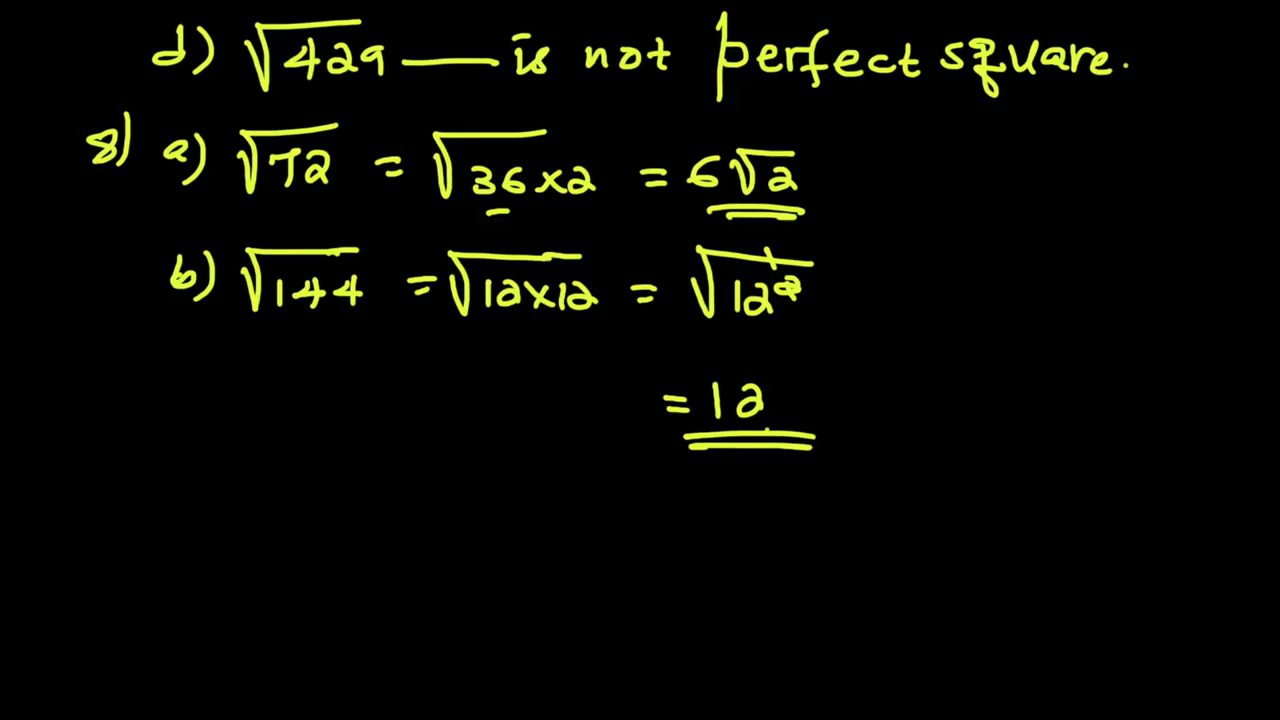 d) √429 — is not perfect square.
8) a) √72 = √36×2 = 6√2
b) √144 = √12×12 = √12²
= 12